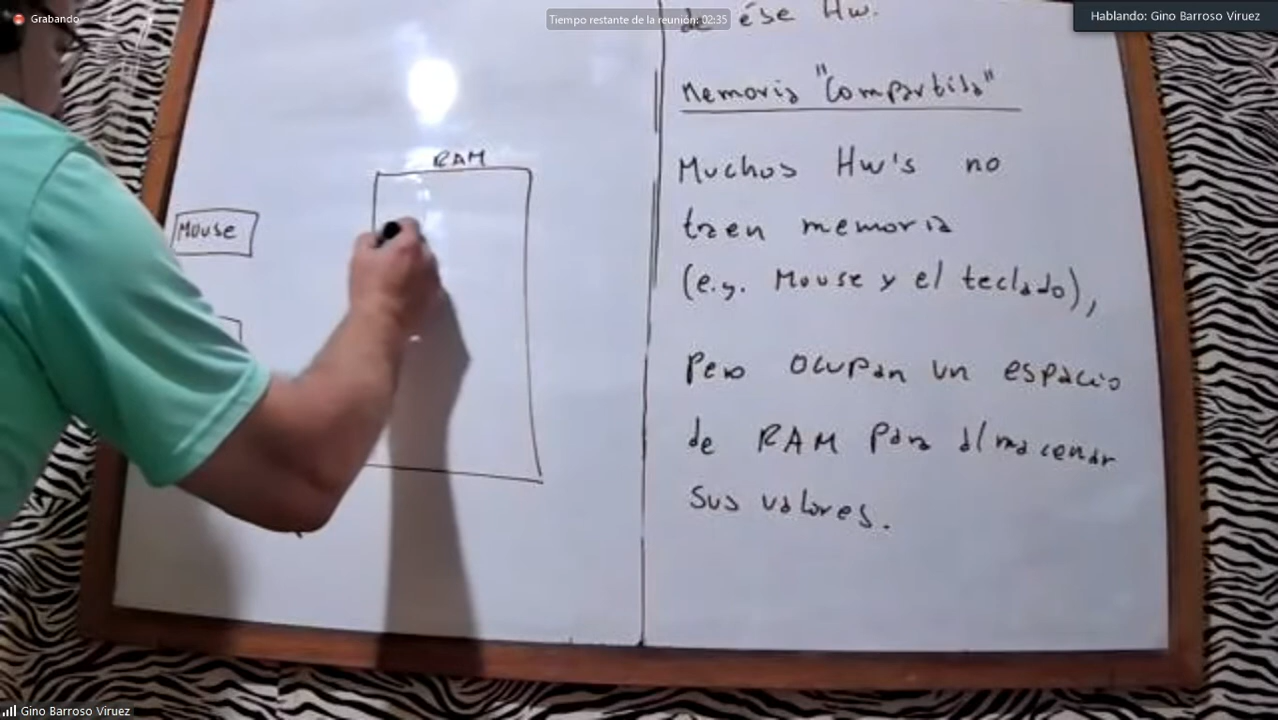 Grabando
Tiempo restante de la reunión: 02:35
Hablando: Gino Barroso Viruez
de ése Hw.
Memoria "Compartida"
RAM
Mouse
Muchos Hw's no
traen memoria
(e.g. Mouse y el teclado),
Pero ocupan un espacio
de RAM para almacenar
sus valores.
Gino Barroso Viruez